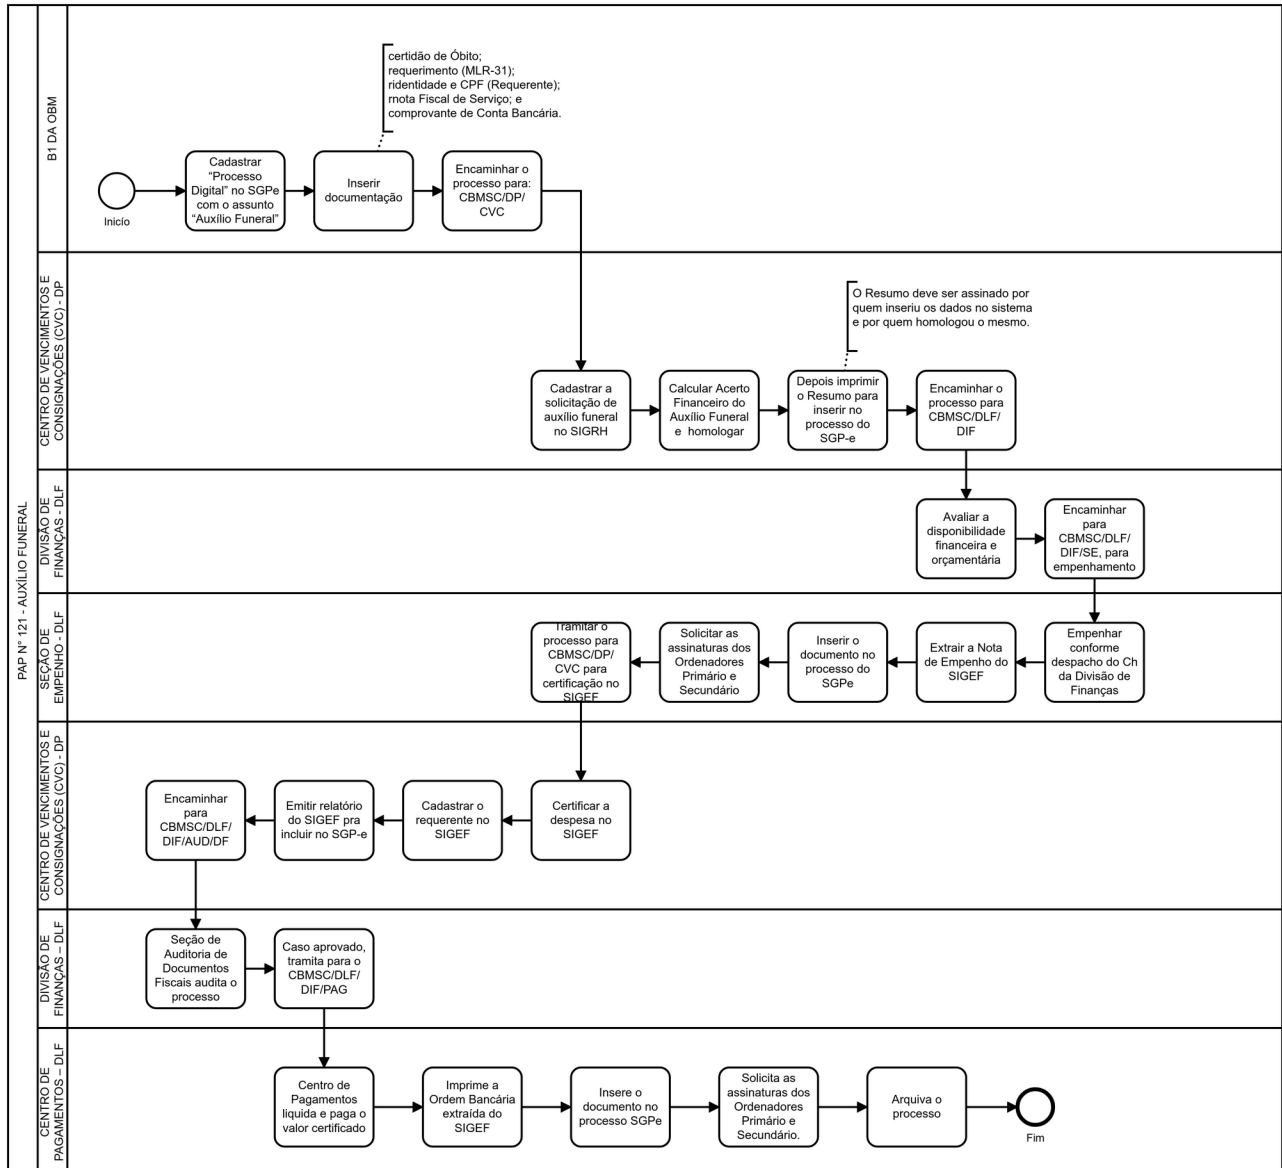 PAP N° 121 - AUXÍLIO FUNERAL
B1 DA OBM
certidão de Óbito;
requerimento (MLR-31);
ridentidade e CPF (Requerente);
rnota Fiscal de Serviço; e
comprovante de Conta Bancária.
Inicío
Cadastrar
“Processo
Digital” no SGPe
com o assunto
“Auxílio Funeral”
Inserir
documentação
Encaminhar o
processo para:
CBMSC/DP/
CVC
CENTRO DE VENCIMENTOS E
CONSIGNAÇÕES (CVC) - DP
O Resumo deve ser assinado por
quem inseriu os dados no sistema
e por quem homologou o mesmo.
Cadastrar a
solicitação de
auxílio funeral
no SIGRH
Calcular Acerto
Financeiro do
Auxílio Funeral
e homologar
Depois imprimir
o Resumo para
inserir no
processo do
SGP-e
Encaminhar o
processo para
CBMSC/DLF/
DIF
DIVISÃO DE
FINANÇAS - DLF
Avaliar a
disponibilidade
financeira e
orçamentária
Encaminhar
para
CBMSC/DLF/
DIF/SE, para
empenhamento
SEÇÃO DE
EMPENHO - DLF
Tramitar o
processo para
CBMSC/DP/
CVC para
certificação no
SIGEF
Solicitar as
assinaturas dos
Ordenadores
Primário e
Secundário
Inserir o
documento no
processo do
SGPe
Extrair a Nota
de Empenho do
SIGEF
Empenhar
conforme
despacho do Ch
da Divisão de
Finanças
CENTRO DE VENCIMENTOS E
CONSIGNAÇÕES (CVC) - DP
Encaminhar
para
CBMSC/DLF/
DIF/AUD/DF
Emitir relatório
do SIGEF pra
incluir no SGP-e
Cadastrar o
requerente no
SIGEF
Certificar a
despesa no
SIGEF
DIVISÃO DE
FINANÇAS – DLF
Seção de
Auditoria de
Documentos
Fiscais audita o
processo
Caso aprovado,
tramita para o
CBMSC/DLF/
DIF/PAG
CENTRO DE
PAGAMENTOS – DLF
Centro de
Pagamentos
liquida e paga o
valor certificado
Imprime a
Ordem Bancária
extraída do
SIGEF
Insere o
documento no
processo SGPe
Solicita as
assinaturas dos
Ordenadores
Primário e
Secundário.
Arquiva o
processo
Fim